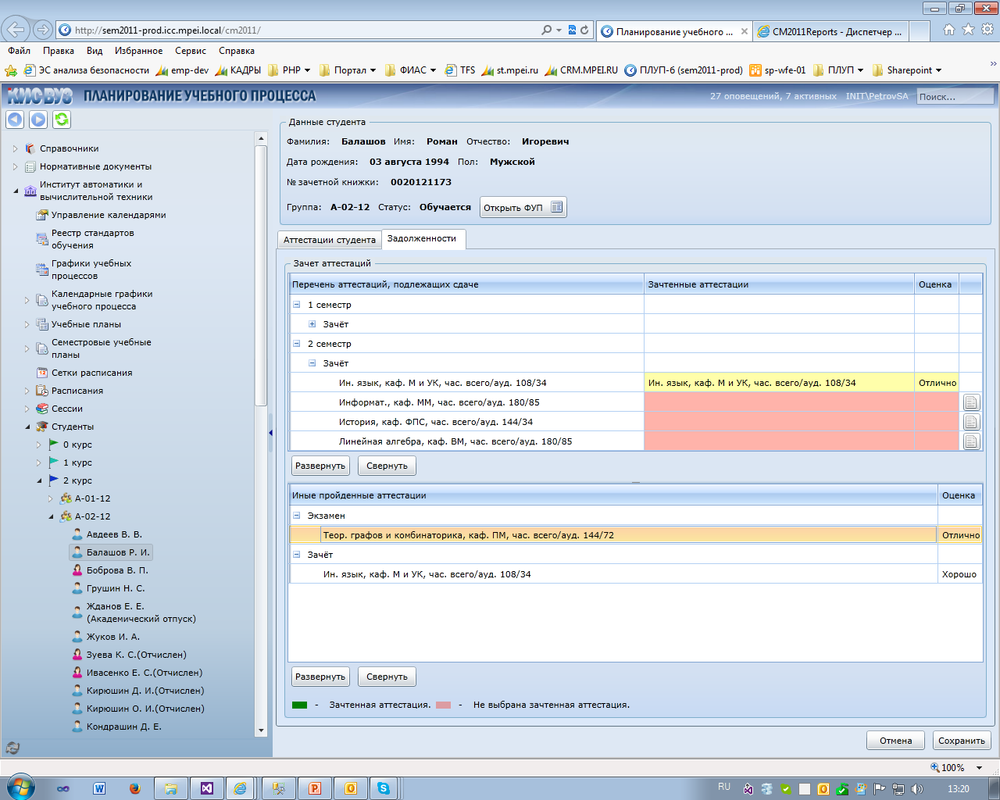 http://sem2011-prod.icc.mpei.local/cm2011/
Планирование учебного ...
CM2011Reports - Диспетчер ...
Файл Правка Вид Избранное Сервис Справка
ЭС анализа безопасности emp-dev КАДРЫ PHP Портал ФИАС TFS st.mpei.ru CRM.MPEI.RU ПЛУП-6 (sem2011-prod) sp-wfe-01 ПЛУП Sharepoint
КИС ВУЗ ПЛАНИРОВАНИЕ УЧЕБНОГО ПРОЦЕССА
27 оповещений, 7 активных INIT\PetrovSA Поиск...
Справочники
Нормативные документы
Институт автоматики и
вычислительной техники
Управление календарями
Реестр стандартов
обучения
Графики учебных
процессов
Календарные графики
учебного процесса
Учебные планы
Семестровые учебные
планы
Сетки расписания
Расписания
Сессии
Студенты
0 курс
1 курс
2 курс
А-01-12
А-02-12
Авдеев В. В.
Балашов Р. И.
Боброва В. П.
Грушин Н. С.
Жданов Е. Е.
(Академический отпуск)
Жуков И. А.
Зуева К. С.(Отчислен)
Ивасенко Е. С.(Отчислен)
Кирюшин Д. И.(Отчислен)
Кирюшин О. И.(Отчислен)
Кондрашин Д. Е.
Данные студента
Фамилия: Балашов Имя: Роман Отчество: Игоревич
Дата рождения: 03 августа 1994 Пол: Мужской
№ зачетной книжки: 0020121173
Группа: А-02-12 Статус: Обучается Открыть ФУП
Аттестации студента Задолженности
Зачет аттестаций
Перечень аттестаций, подлежащих сдаче Зачтенные аттестации Оценка
1 семестр
Зачёт
2 семестр
Зачёт
Ин. язык, каф. М и УК, час. всего/ауд. 108/34 Ин. язык, каф. М и УК, час. всего/ауд. 108/34 Отлично
Информат., каф. ММ, час. всего/ауд. 180/85
История, каф. ФПС, час. всего/ауд. 144/34
Линейная алгебра, каф. ВМ, час. всего/ауд. 180/85
Развернуть Свернуть
Иные пройденные аттестации Оценка
Экзамен
Теор. графов и комбинаторика, каф. ПМ, час. всего/ауд. 144/72 Отлично
Зачёт
Ин. язык, каф. М и УК, час. всего/ауд. 108/34 Хорошо
Развернуть Свернуть
- Зачтенная аттестация. - Не выбрана зачтенная аттестация.
Отмена Сохранить
100%
RU 13:20